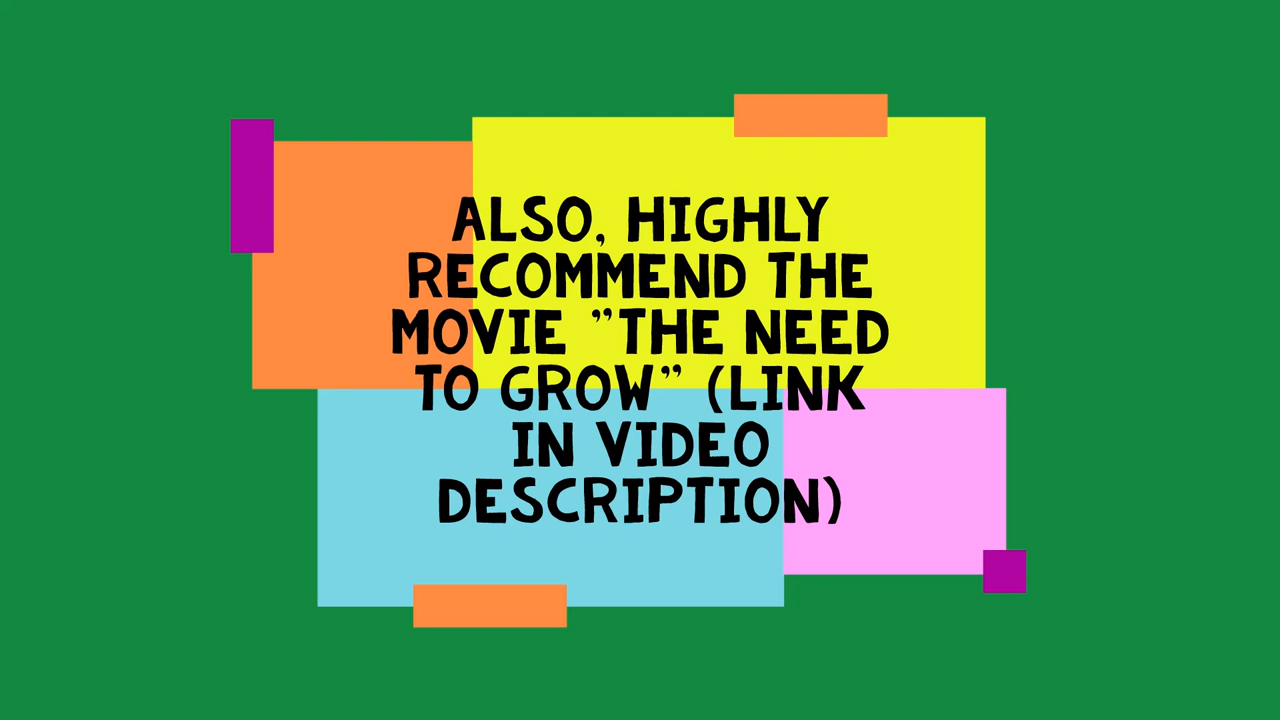 ALSO, HIGHLY
RECOMMEND THE
MOVIE ”THE NEED
TO GROW” (LINK
IN VIDEO
DESCRIPTION)